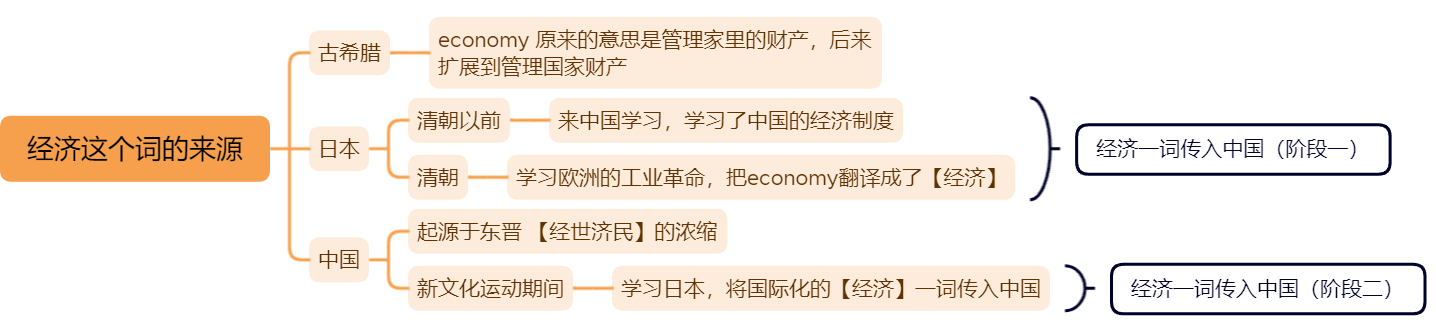 经济这个词的来源
古希腊
economy 原来的意思是管理家里的财产，后来
扩展到管理国家财产
日本
清朝以前
来中国学习，学习了中国的经济制度
清朝
学习欧洲的工业革命，把economy翻译成了【经济】
经济一词传入中国（阶段一）
中国
起源于东晋 【经世济民】的浓缩
新文化运动期间
学习日本，将国际化的【经济】一词传入中国
经济一词传入中国（阶段二）